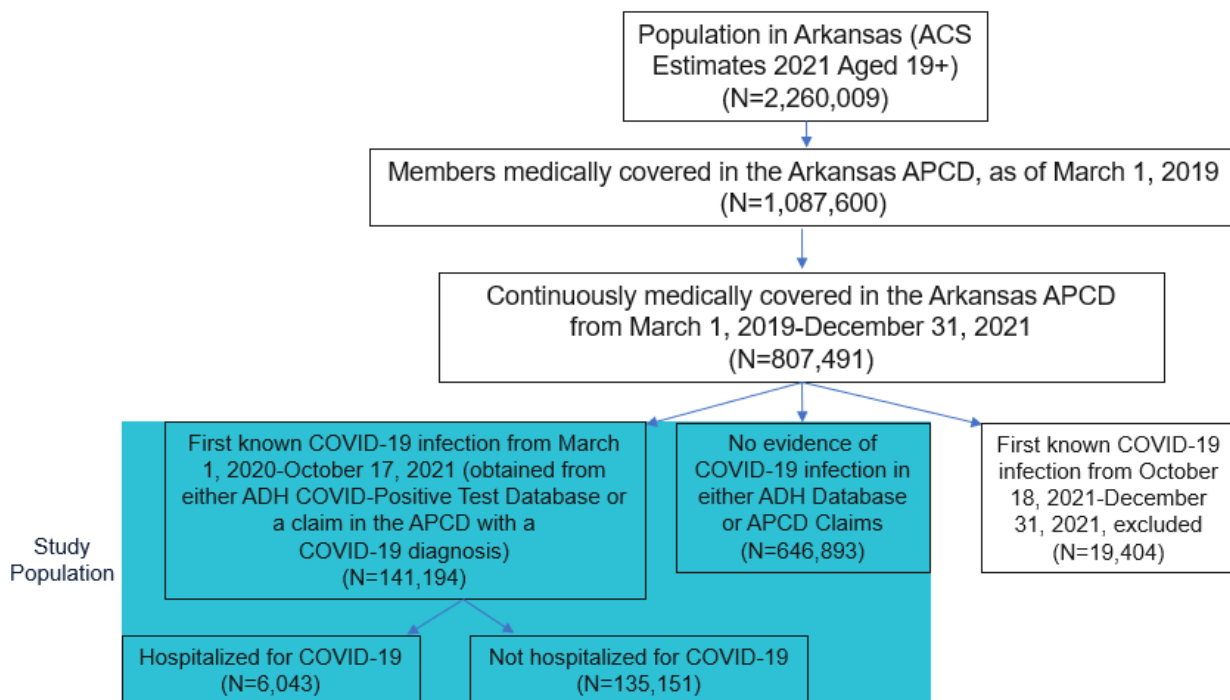 Population in Arkansas (ACS
Estimates 2021 Aged 19+)
(N=2,260,009)
Members medically covered in the Arkansas APCD, as of March 1, 2019
(N=1,087,600)
Continuously medically covered in the Arkansas APCD
from March 1, 2019-December 31, 2021
(N=807,491)
First known COVID-19 infection from March
1, 2020-October 17, 2021 (obtained from
either ADH COVID-Positive Test Database or
a claim in the APCD with a
COVID-19 diagnosis)
(N=141,194)
No evidence of
COVID-19 infection in
either ADH Database
or APCD Claims
(N=646,893)
First known COVID-19
infection from October
18, 2021-December
31, 2021, excluded
(N=19,404)
Study
Population
Hospitalized for COVID-19
(N=6,043)
Not hospitalized for COVID-19
(N=135,151)